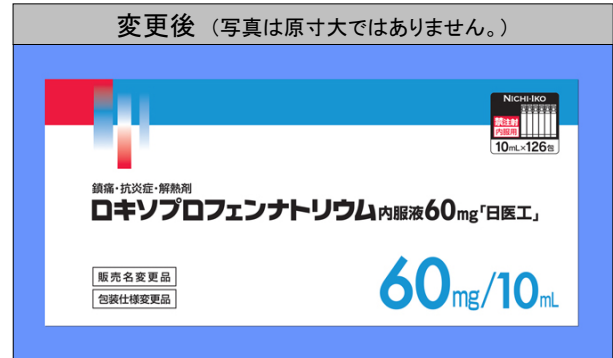 変更後 （写真は原寸大ではありません。）
NICHI-IKO
禁注射
内服用
10mL×126包
鎮痛・抗炎症・解熱剤
ロキソプロフェンナトリウム内服液60mg「日医工」
販売名変更品
包装仕様変更品
60mg/10mL